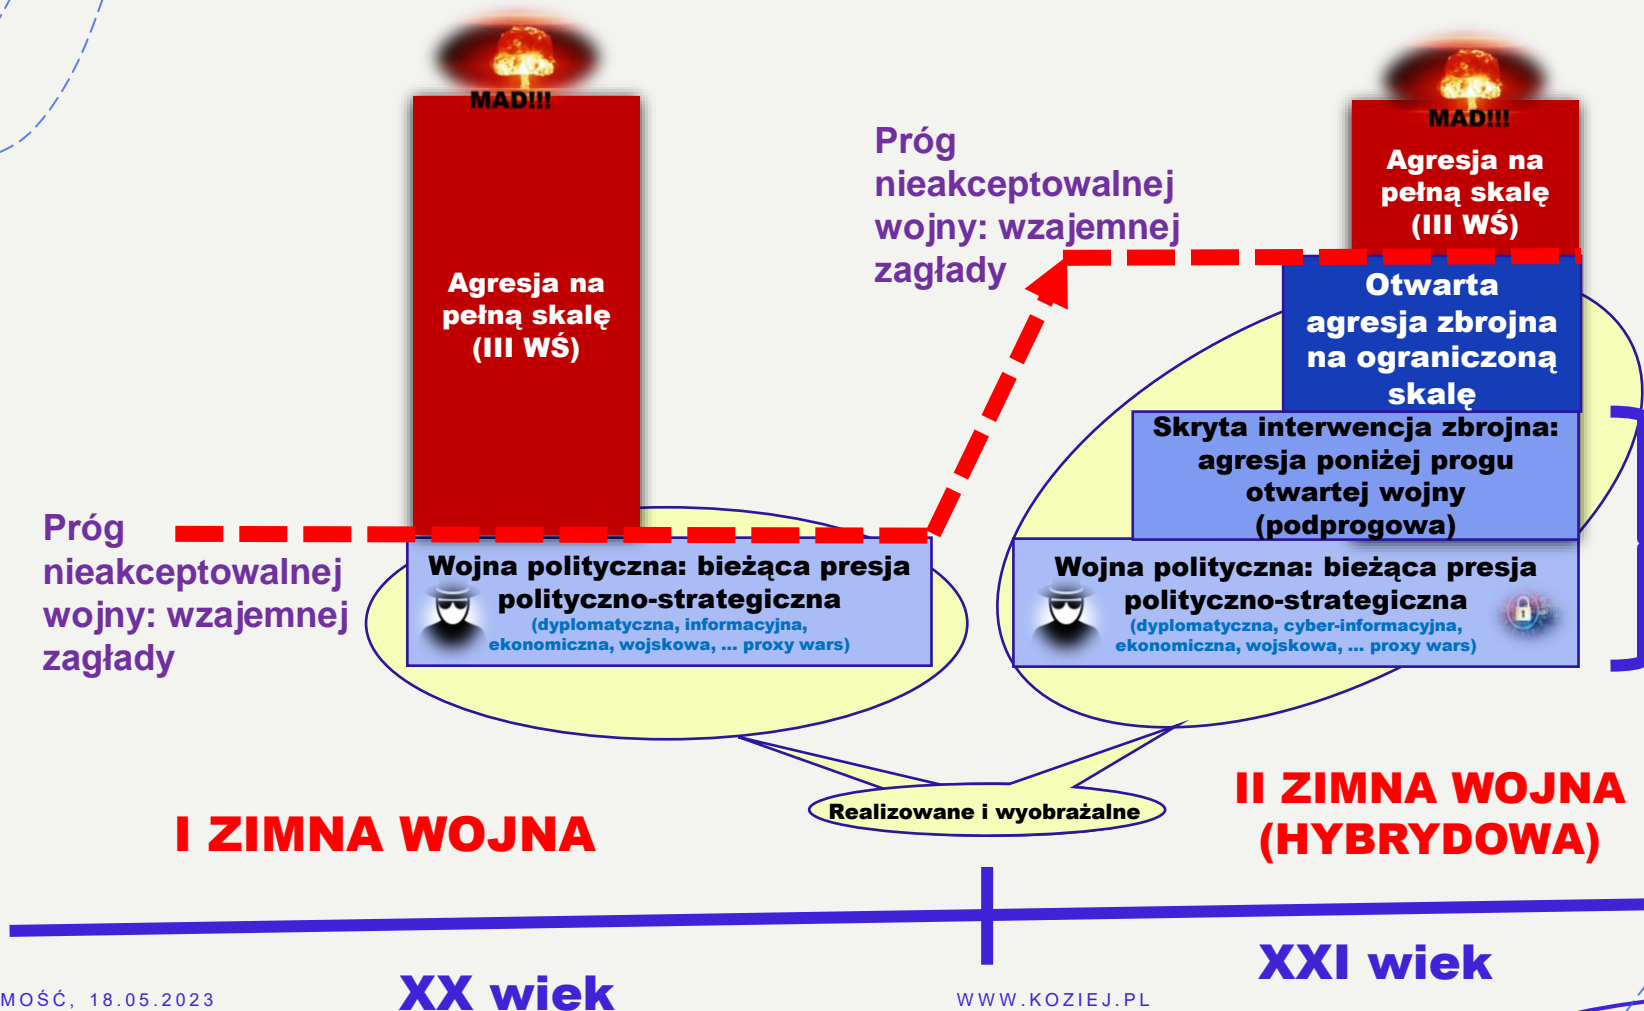 MAD!!!
Agresja na
pełną skalę
(III WŚ)
Próg
nieakceptowalnej
wojny: wzajemnej
zagłady
Wojna polityczna: bieżąca presja
polityczno-strategiczna
(dyplomatyczna, informacyjna,
ekonomiczna, wojskowa, ... proxy wars)
Próg
nieakceptowalnej
wojny: wzajemnej
zagłady
MAD!!!
Agresja na
pełną skalę
(III WŚ)
Otwarta
agresja zbrojna
na ograniczoną
skalę
Skryta interwencja zbrojna:
agresja poniżej progu
otwartej wojny
(podprogowa)
Wojna polityczna: bieżąca presja
polityczno-strategiczna
(dyplomatyczna, cyber-informacyjna,
ekonomiczna, wojskowa, ... proxy wars)
Realizowane i wyobrażalne
I ZIMNA WOJNA
II ZIMNA WOJNA
(HYBRYDOWA)
XX wiek
XXI wiek
MOŚĆ, 18.05.2023
WWW.KOZIEJ.PL